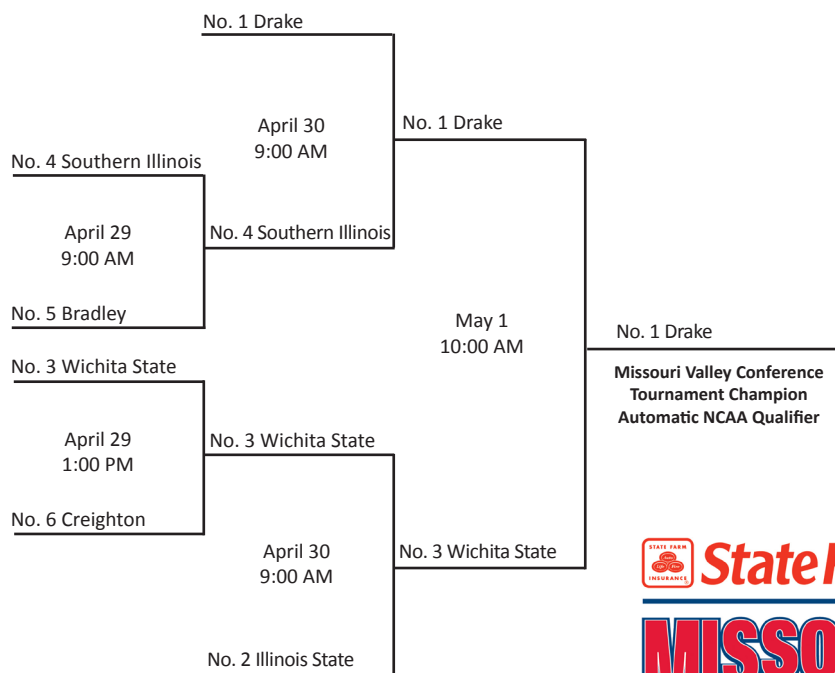 No. 1 Drake
April 30
9:00 AM
No. 1 Drake
No. 4 Southern Illinois
April 29
9:00 AM
No. 4 Southern Illinois
No. 5 Bradley
May 1
10:00 AM
No. 1 Drake
Missouri Valley Conference
Tournament Champion
Automatic NCAA Qualifier
No. 3 Wichita State
April 29
1:00 PM
No. 3 Wichita State
No. 6 Creighton
April 30
9:00 AM
No. 3 Wichita State
No. 2 Illinois State
STATE FARM
INSURANCE
State
MISSO